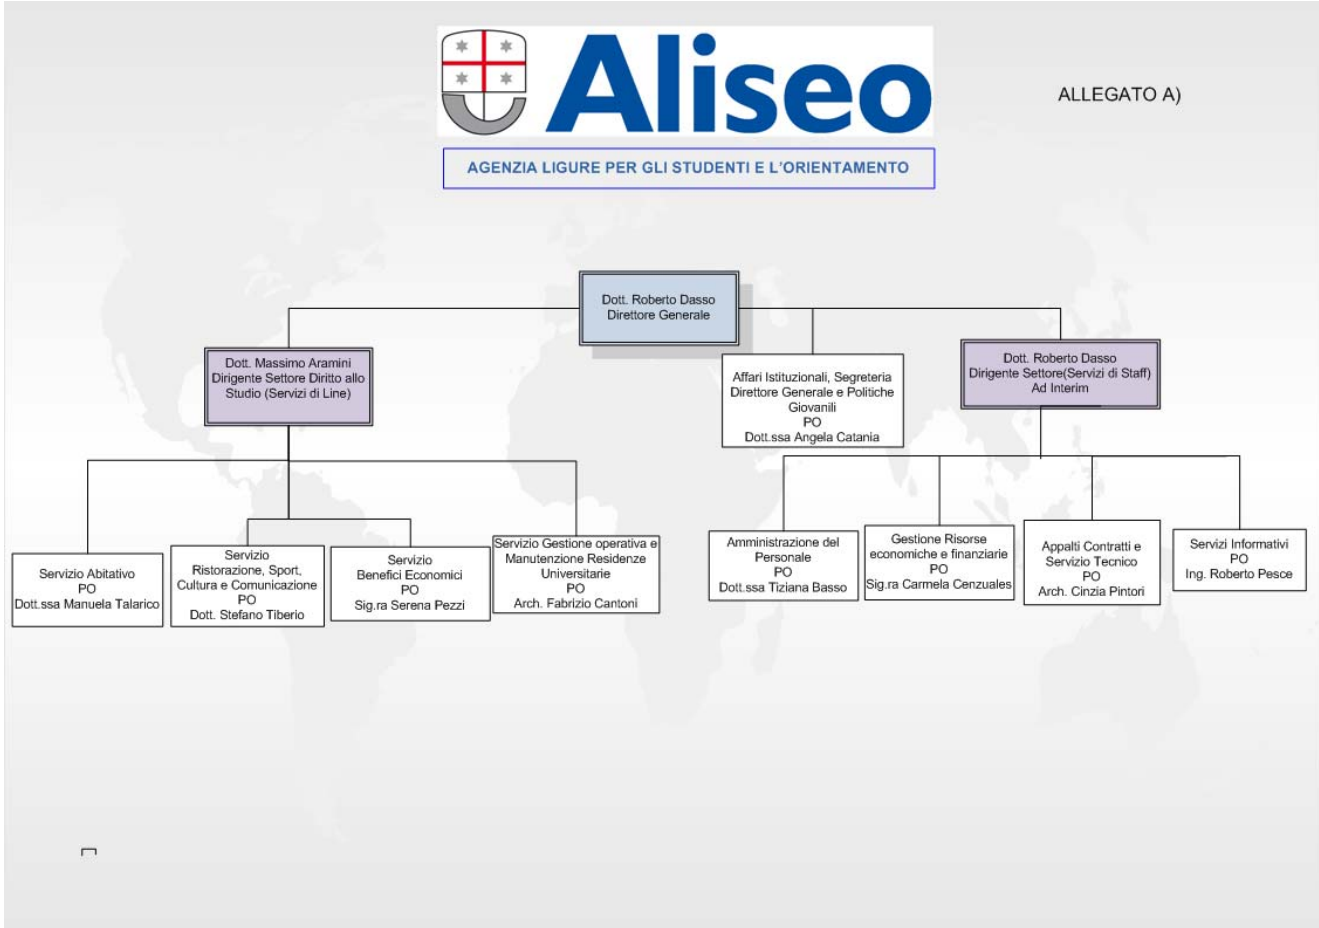 Aliseo
ALLEGATO A)
AGENZIA LIGURE PER GLI STUDENTI E L'ORIENTAMENTO
Dott. Roberto Dasso
Direttore Generale
Dott. Massimo Aramini
Dirigente Settore Diritto allo
Studio (Servizi di Line)
Affari Istituzionali, Segreteria
Direttore Generale e Politiche
Giovanili
PO
Dott.ssa Angela Catania
Dott. Roberto Dasso
Dirigente Settore(Servizi di Staff)
Ad Interim
Servizio Abitativo
PO
Dott.ssa Manuela Talarico
Servizio
Ristorazione, Sport,
Cultura e Comunicazione
PO
Dott. Stefano Tiberio
Servizio
Benefici Economici
PO
Sig.ra Serena Pezzi
Servizio Gestione operativa e
Manutenzione Residenze
Universitarie
PO
Arch. Fabrizio Cantoni
Amministrazione del
Personale
PO
Dott.ssa Tiziana Basso
Gestione Risorse
economiche e finanziarie
PO
Sig.ra Carmela Cenzuales
Appalti Contratti e
Servizio Tecnico
PO
Arch. Cinzia Pintori
Servizi Informativi
PO
Ing. Roberto Pesce